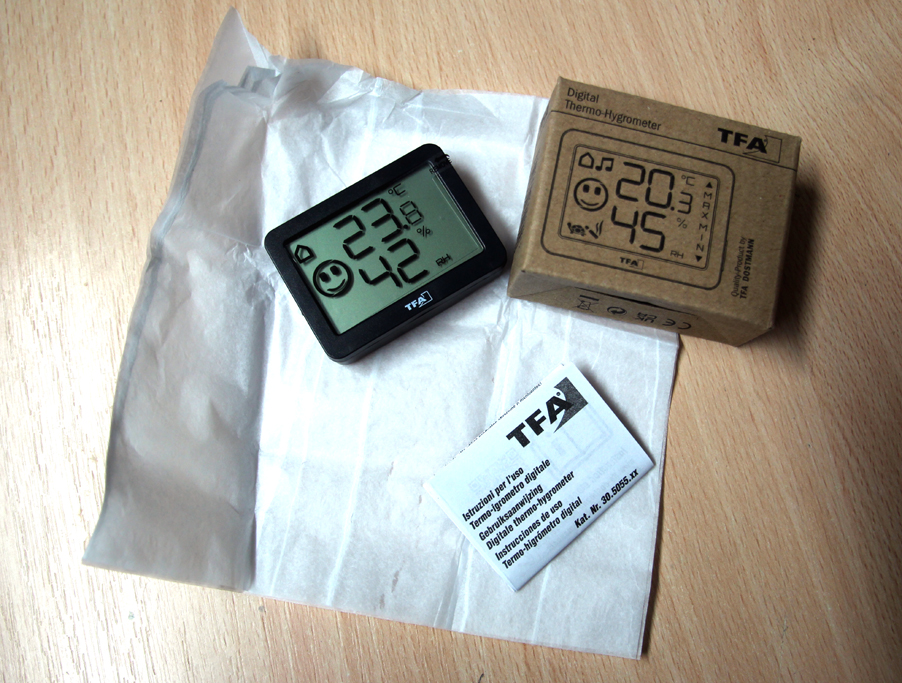 23.8 °C
42 %
RH
TFA
Digital
Thermo-Hygrometer
TFA
20.3 °C
45 %
RH
MAX MIN
TFA
Quality-Product by
TFA DOSTMANN
TFA
Istruzioni per l'uso
Termo-igrometro digitale
Gebruiksaanwijzing
Digitale thermo-hygrometer
Instrucciones de uso
Termo-higrómetro digital
Kat. Nr. 30.5055.xx